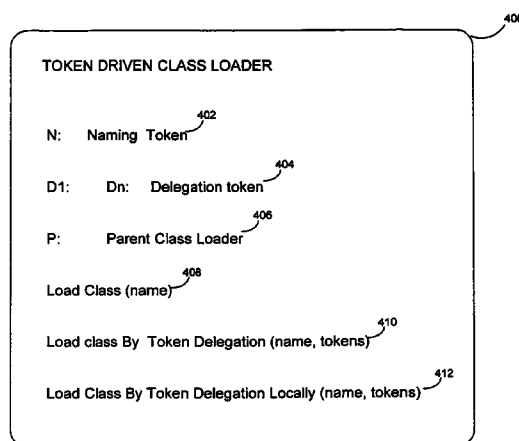 400
TOKEN DRIVEN CLASS LOADER
402
N: Naming Token
404
D1: Dn: Delegation token
406
P: Parent Class Loader
408
Load Class (name)
410
Load class By Token Delegation (name, tokens)
412
Load Class By Token Delegation Locally (name, tokens)